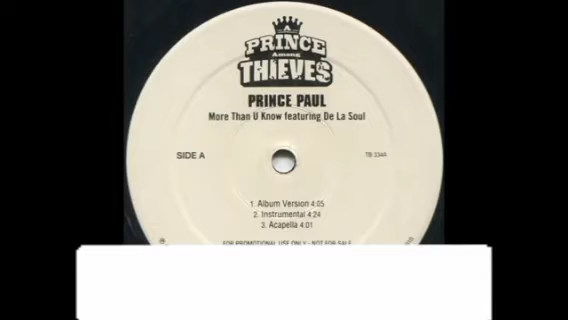 A
PRINCE
Among
THIEVES
PRINCE PAUL
More Than U Know featuring De La Soul
SIDE A
TB 234A
1. Album Version 4:05
2. Instrumental 4:24
3. Acapella 4:01
FOR PROMOTIONAL USE ONLY - NOT FOR SALE